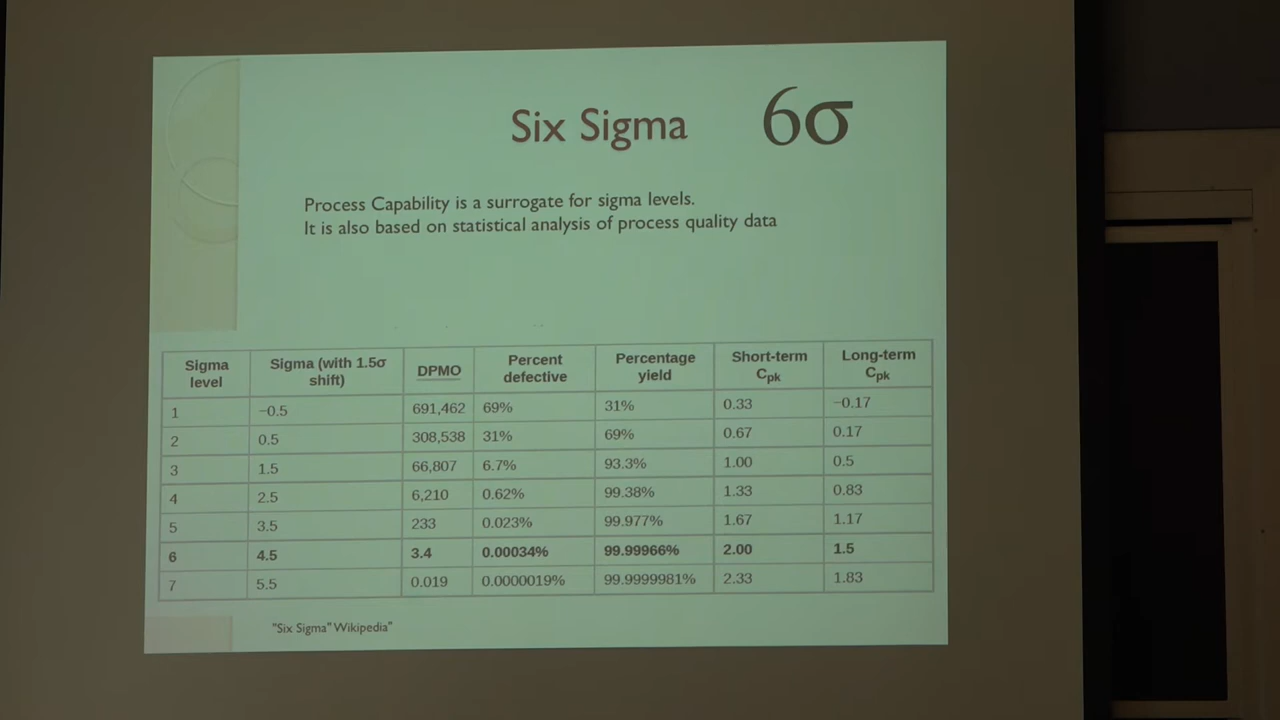 Six Sigma 6σ
Process Capability is a surrogate for sigma levels.
It is also based on statistical analysis of process quality data
Sigma level | Sigma (with 1.5σ shift) | DPMO | Percent defective | Percentage yield | Short-term Cpk | Long-term Cpk
1 | −0.5 | 691,462 | 69% | 31% | 0.33 | −0.17
2 | 0.5 | 308,538 | 31% | 69% | 0.67 | 0.17
3 | 1.5 | 66,807 | 6.7% | 93.3% | 1.00 | 0.5
4 | 2.5 | 6,210 | 0.62% | 99.38% | 1.33 | 0.83
5 | 3.5 | 233 | 0.023% | 99.977% | 1.67 | 1.17
6 | 4.5 | 3.4 | 0.00034% | 99.99966% | 2.00 | 1.5
7 | 5.5 | 0.019 | 0.0000019% | 99.9999981% | 2.33 | 1.83
"Six Sigma" Wikipedia"